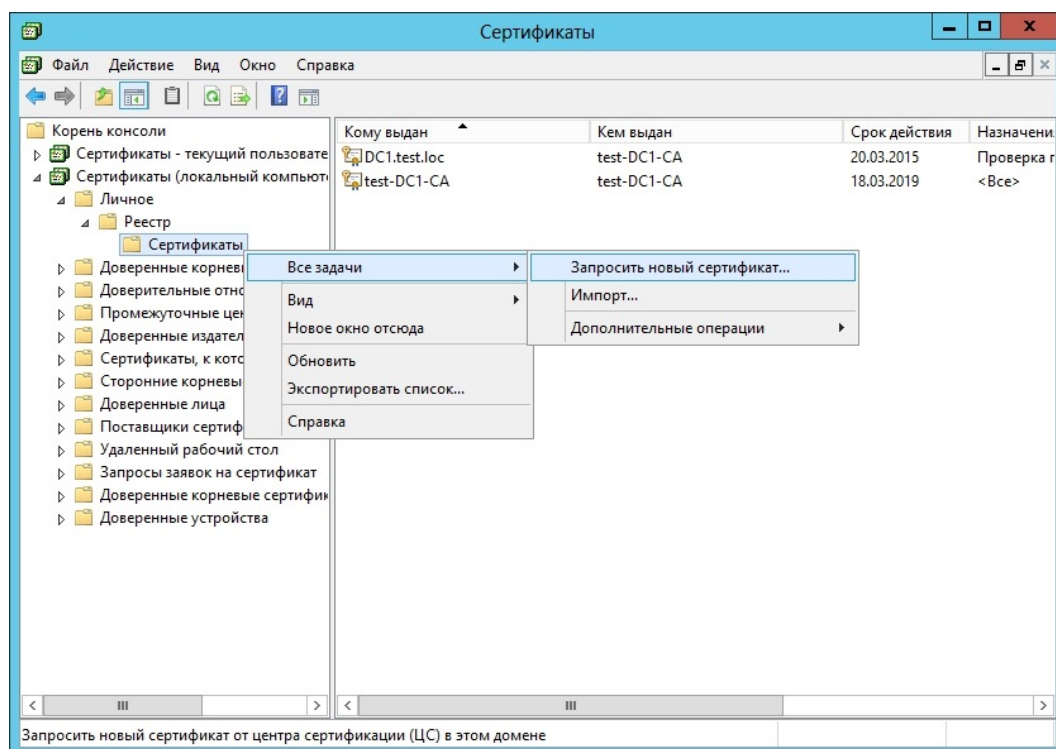 Сертификаты
Файл Действие Вид Окно Справка
Корень консоли
Сертификаты - текущий пользовате
Сертификаты (локальный компьют
Личное
Реестр
Сертификаты
Доверенные корнев
Доверительные отно
Промежуточные це
Доверенные издател
Сертификаты, к кото
Сторонние корневы
Доверенные лица
Поставщики сертиф
Удаленный рабочий стол
Запросы заявок на сертификат
Доверенные корневые сертифик
Доверенные устройства
Кому выдан Кем выдан Срок действия Назначени
DC1.test.loc test-DC1-CA 20.03.2015 Проверка п
test-DC1-CA test-DC1-CA 18.03.2019 <Все>
Все задачи
Вид
Новое окно отсюда
Обновить
Экспортировать список...
Справка
Запросить новый сертификат...
Импорт...
Дополнительные операции
Запросить новый сертификат от центра сертификации (ЦС) в этом домене